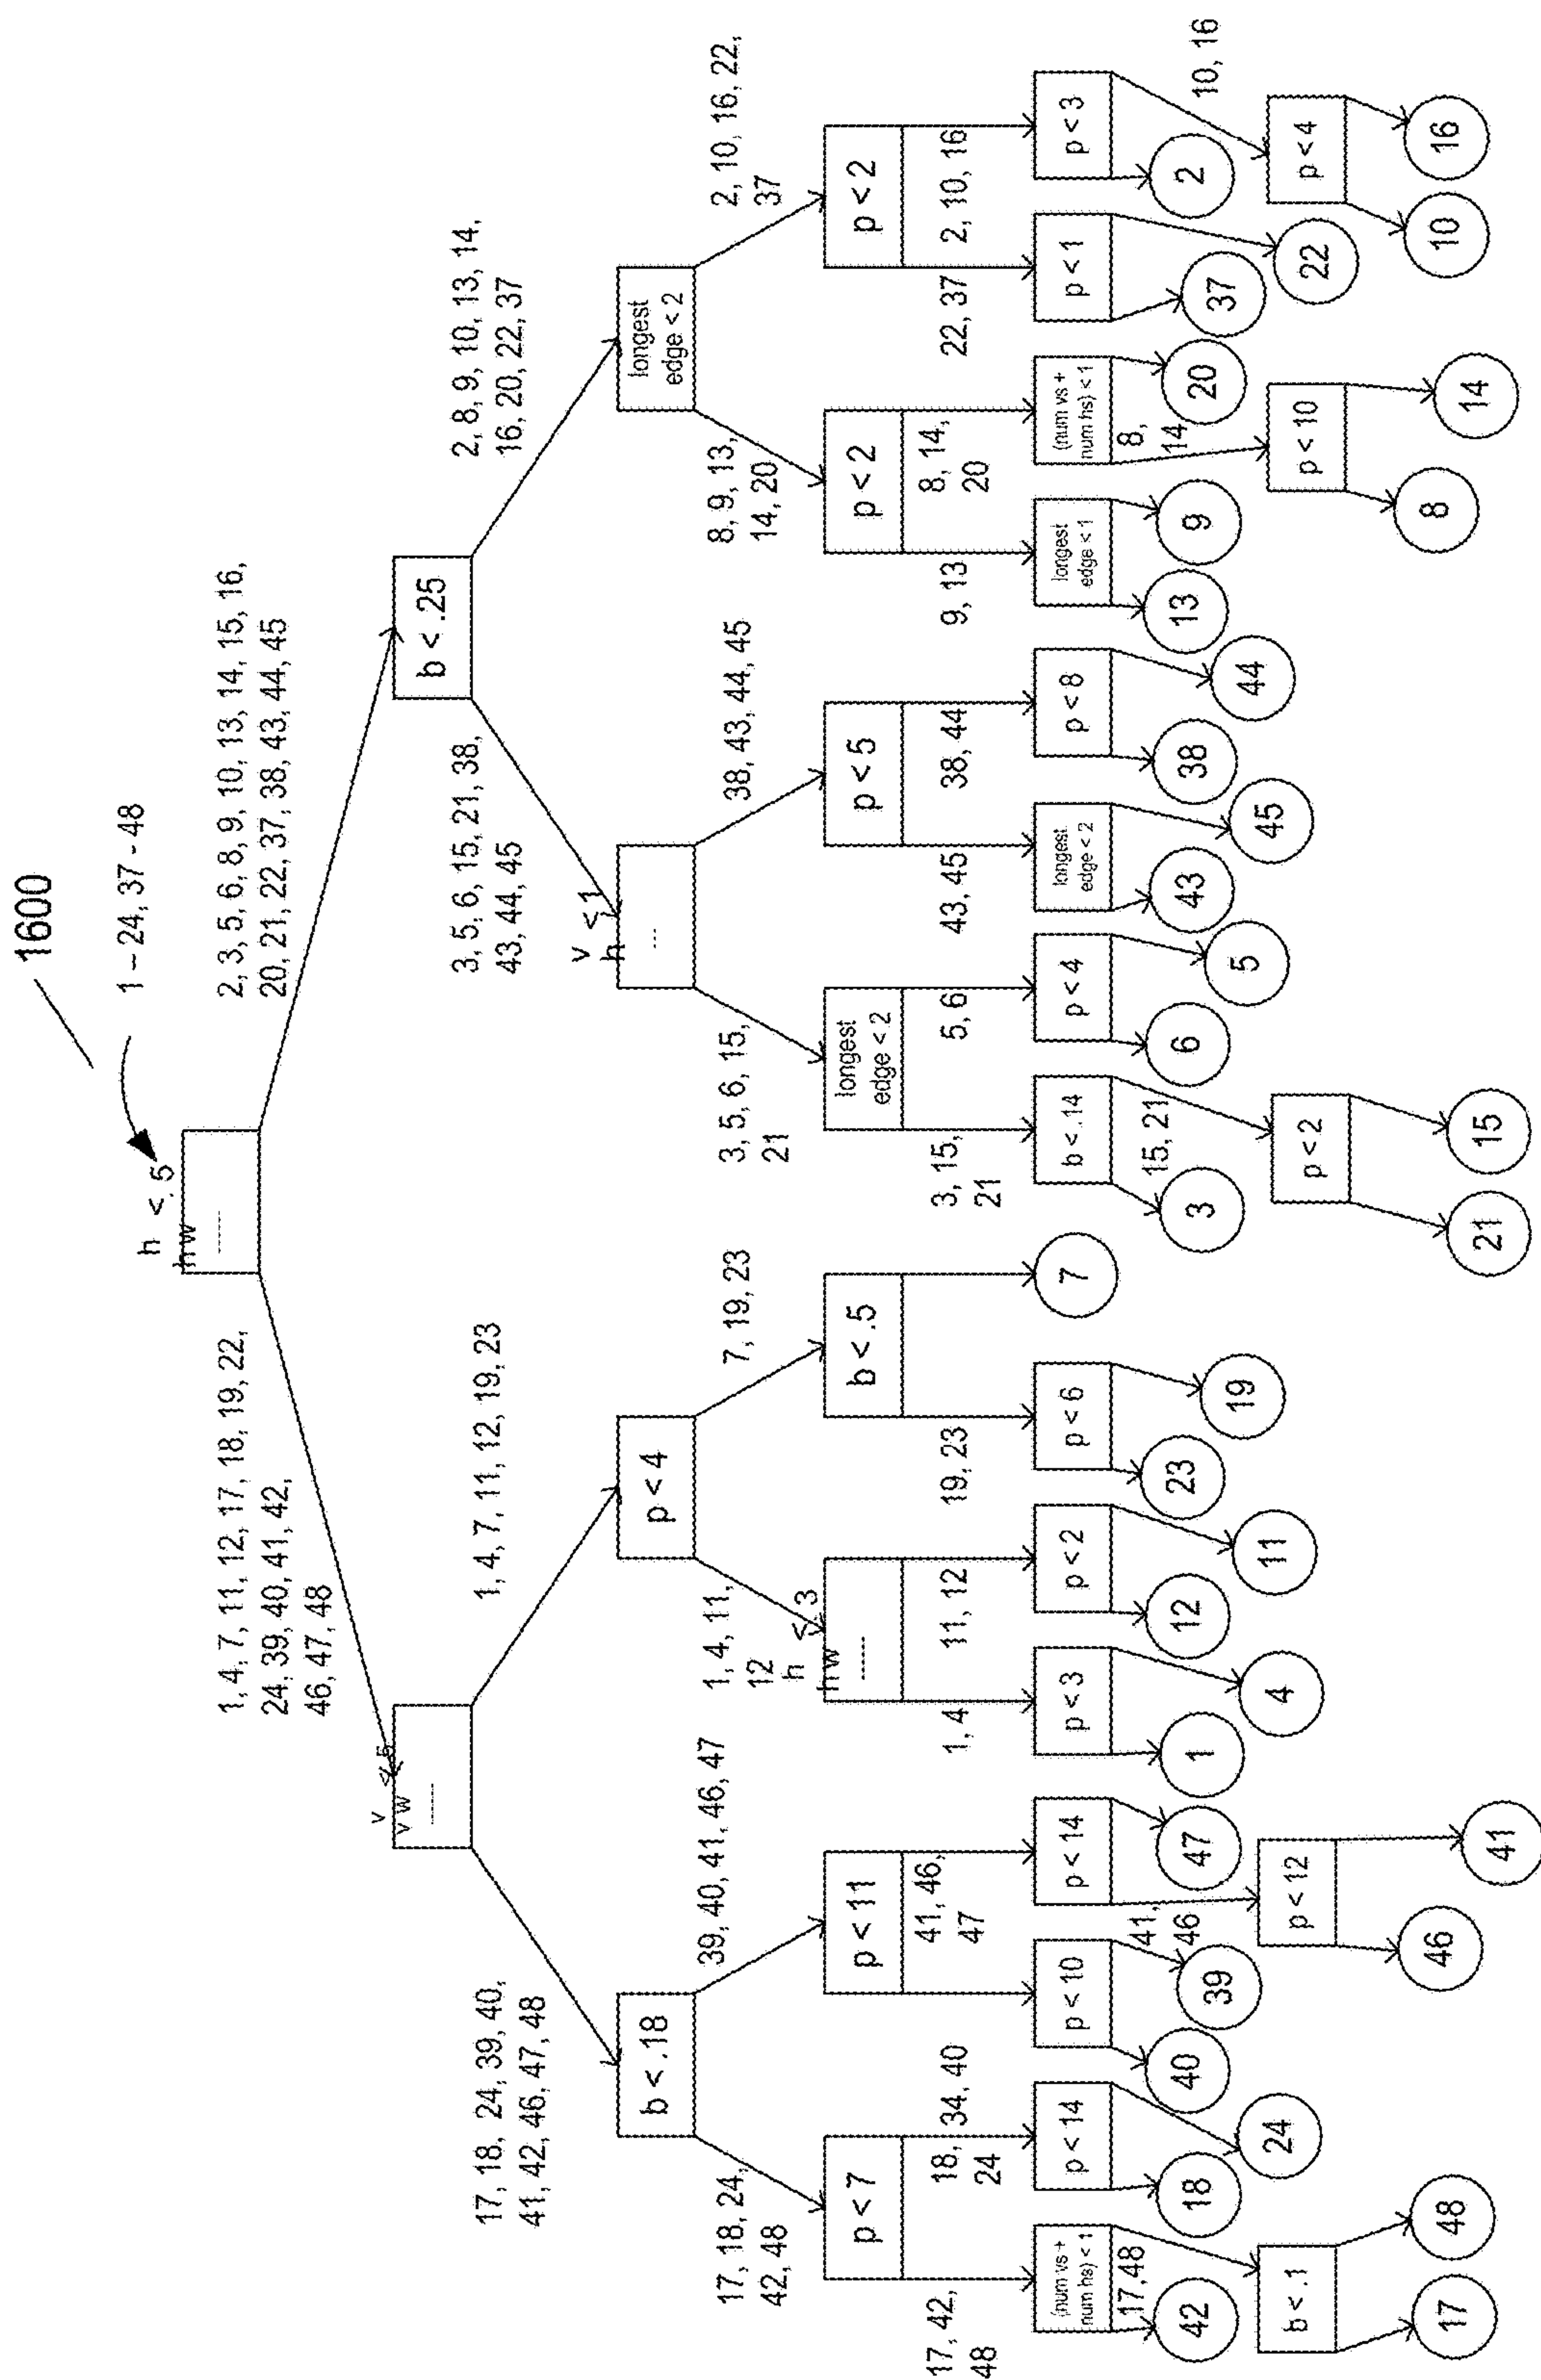 1600
1 – 24, 37 - 48
h < .5
hw
-----
1, 4, 7, 11, 12, 17, 18, 19, 22,
24, 39, 40, 41, 42,
46, 47, 48
2, 3, 5, 6, 8, 9, 10, 13, 14, 15, 16,
20, 21, 22, 37, 38, 43, 44, 45
v < .5
vw
-----
b < .25
17, 18, 24, 39, 40,
41, 42, 46, 47, 48
1, 4, 7, 11, 12, 19, 23
3, 5, 6, 15, 21, 38,
43, 44, 45
2, 8, 9, 10, 13, 14,
16, 20, 22, 37
b < .18
p < 4
v < 1
h
---
longest
edge < 2
17, 18, 24,
42, 48
39, 40, 41, 46, 47
1, 4, 11,
12
7, 19, 23
3, 5, 6, 15,
21
38, 43, 44, 45
8, 9, 13,
14, 20
2, 10, 16, 22,
37
p < 7
p < 11
h < .3
hw
-----
b < .5
longest
edge < 2
p < 5
p < 2
p < 2
17, 42,
48
18,
24
34, 40
41, 46,
47
1, 4
11, 12
19, 23
3, 15,
21
5, 6
43, 45
38, 44
9, 13
8, 14,
20
22, 37
2, 10, 16
(num vs +
num hs) < 1
p < 14
p < 10
p < 14
p < 3
p < 2
p < 6
7
b < .14
p < 4
longest
edge < 2
p < 8
longest
edge < 1
(num vs +
num hs) < 1
p < 1
p < 3
42
17,48
18
24
40
39
41,
46
47
1
4
12
11
23
19
3
15, 21
6
5
43
45
38
44
13
9
8,
14
20
37
22
2
10, 16
b < .1
p < 12
p < 2
p < 10
p < 4
17
48
46
41
21
15
8
14
10
16